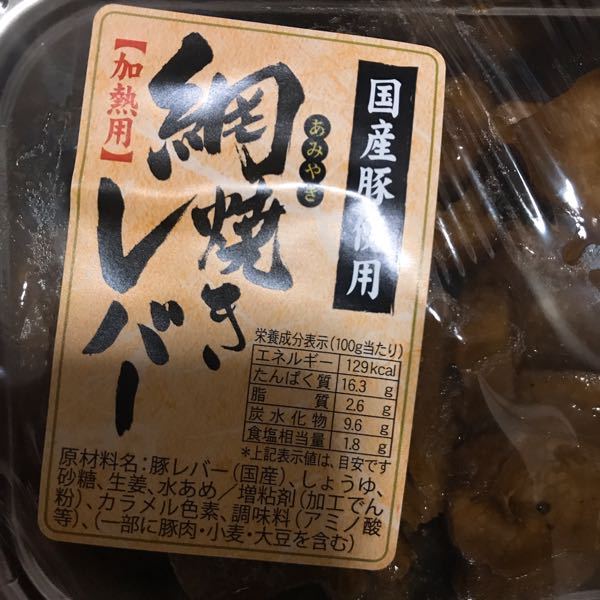 国産豚使用
網焼き
あみやき
レバー
【加熱用】
栄養成分表示(100g当たり)
エネルギー 129kcal
たんぱく質 16.3 g
脂質 2.6 g
炭水化物 9.6 g
食塩相当量 1.8 g
*上記表示値は、目安です
原材料名:豚レバー(国産)、しょうゆ、
砂糖、生姜、水あめ/増粘剤(加工でん
粉)、カラメル色素、調味料(アミノ酸
等)、(一部に豚肉・小麦・大豆を含む)